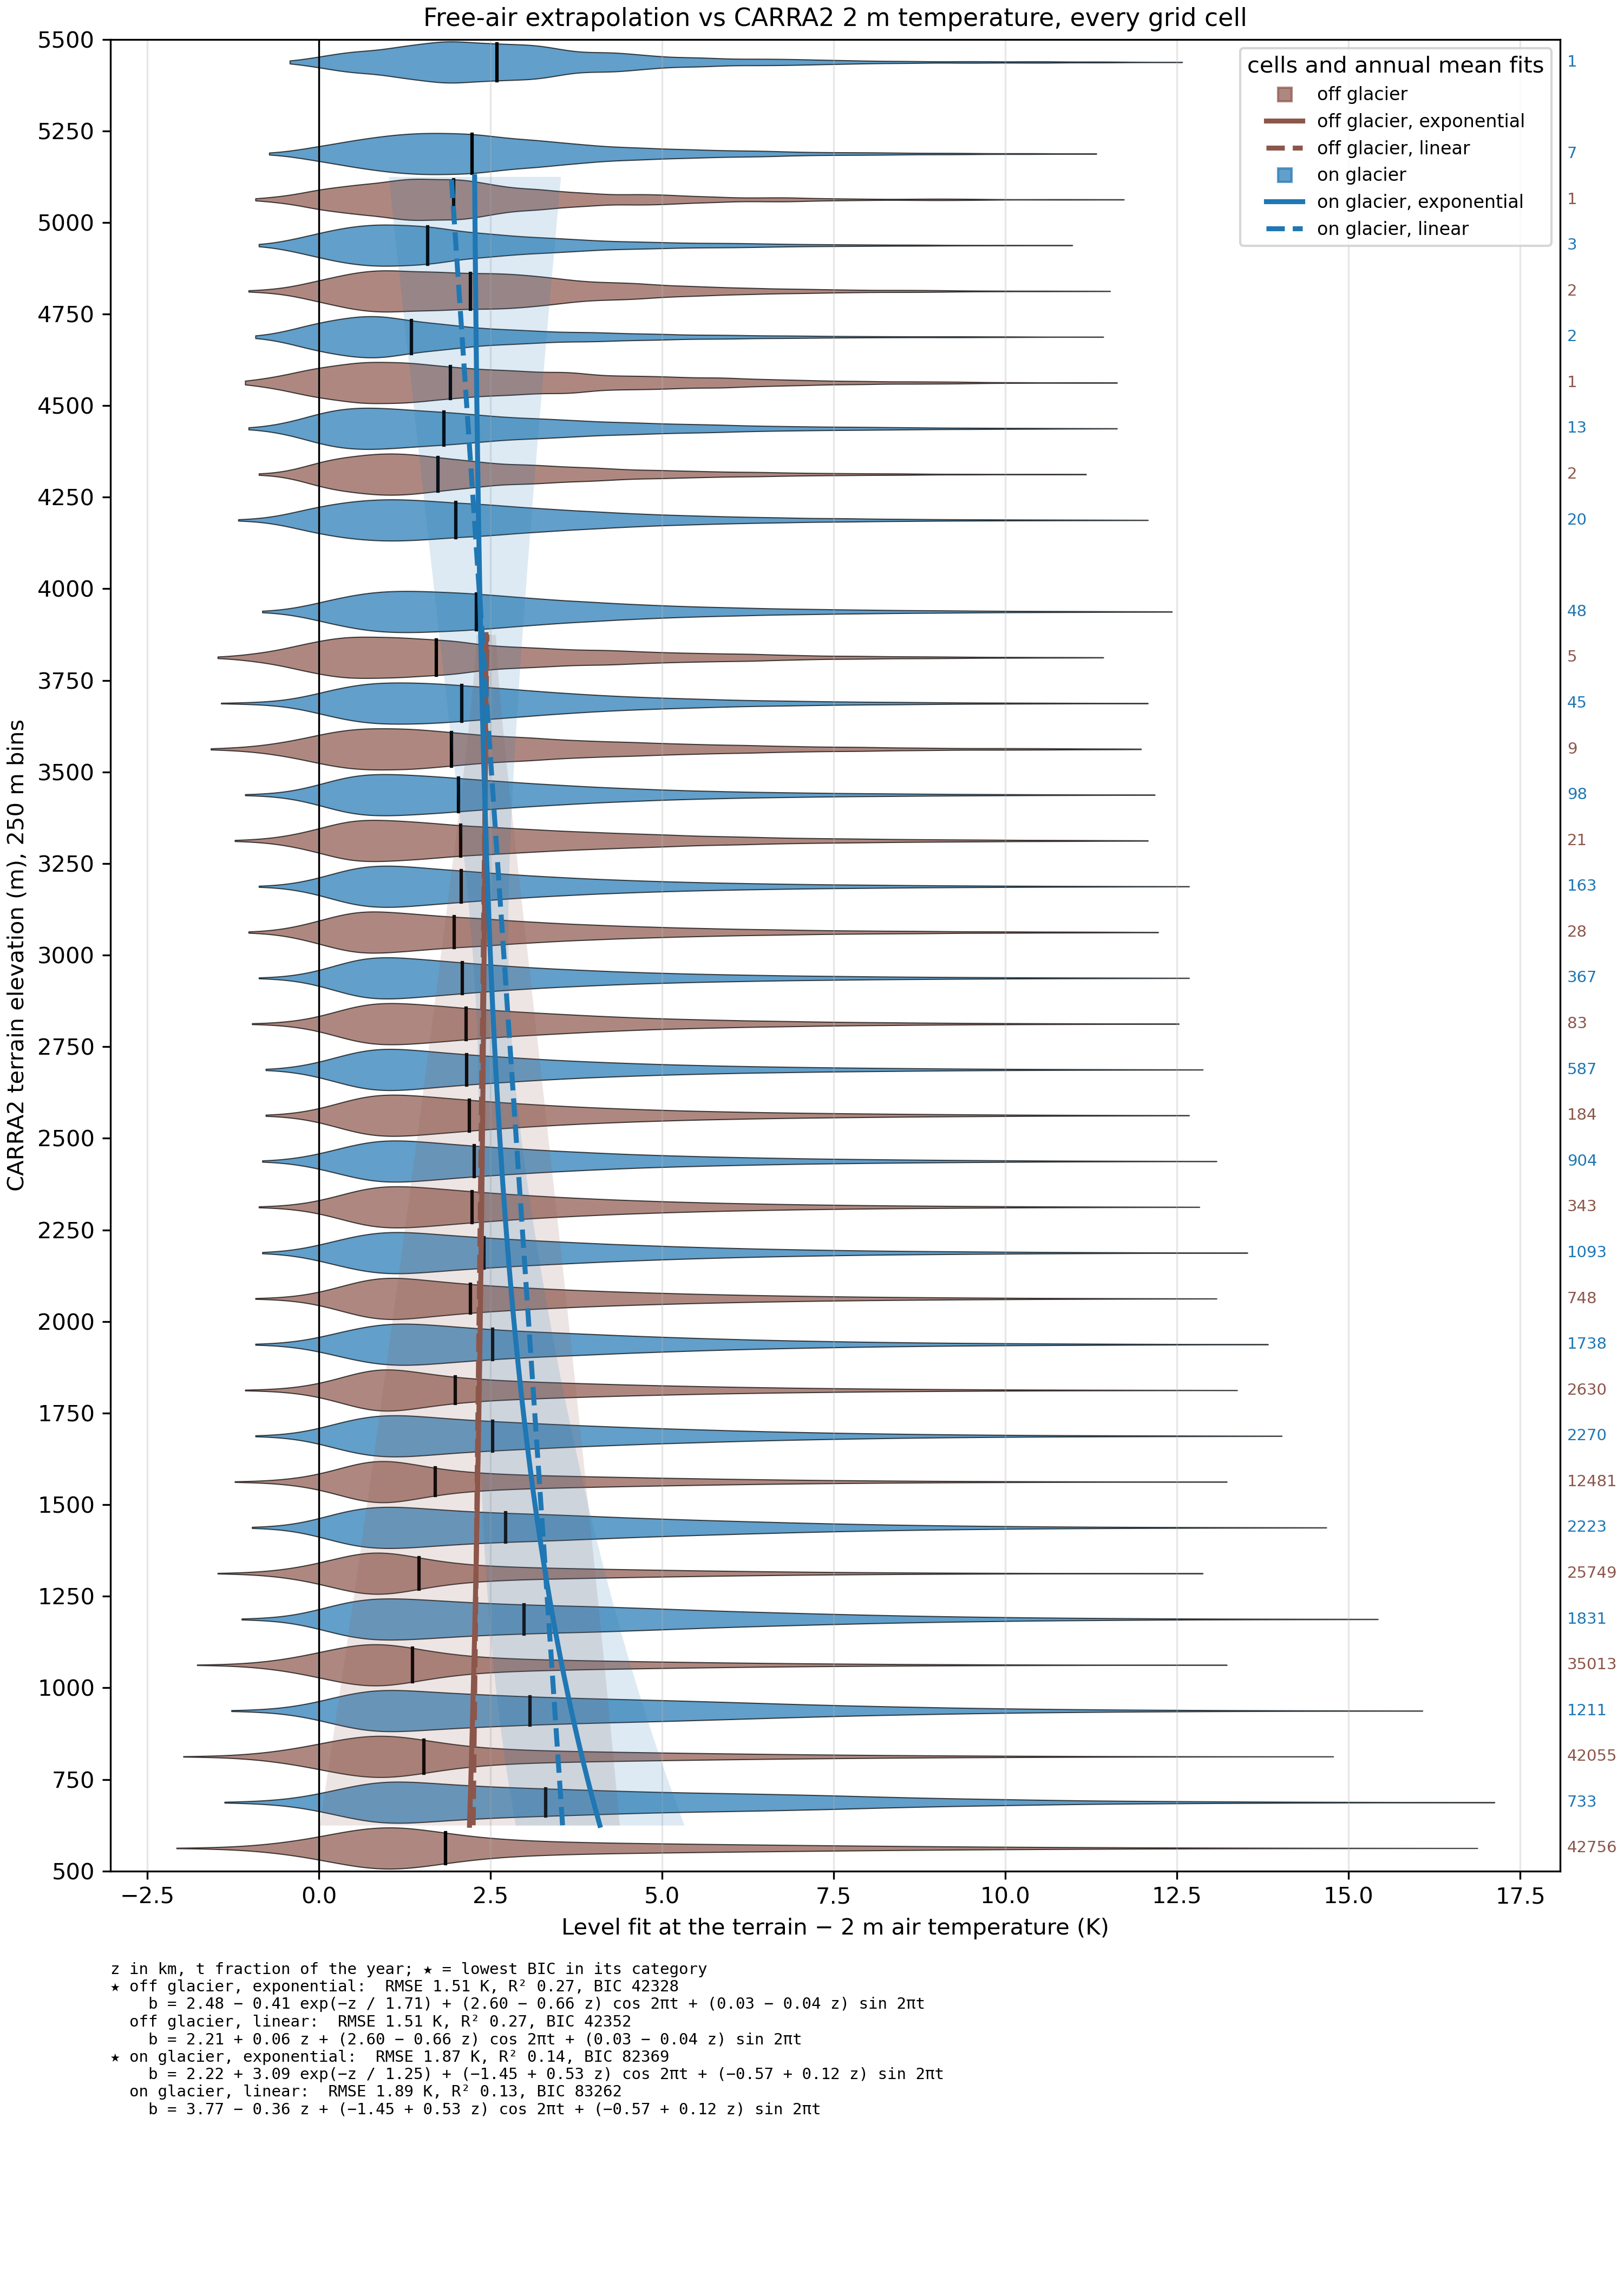 Free-air extrapolation vs CARRA2 2 m temperature, every grid cell
cells and annual mean fits
off glacier
off glacier, exponential
off glacier, linear
on glacier
on glacier, exponential
on glacier, linear
CARRA2 terrain elevation (m), 250 m bins
5500
5250
5000
4750
4500
4250
4000
3750
3500
3250
3000
2750
2500
2250
2000
1750
1500
1250
1000
750
500
1
7
1
3
2
2
1
13
2
20
48
5
45
9
98
21
163
28
367
83
587
184
904
343
1093
748
1738
2630
2270
12481
2223
25749
1831
35013
1211
42055
733
42756
−2.5 0.0 2.5 5.0 7.5 10.0 12.5 15.0 17.5
Level fit at the terrain − 2 m air temperature (K)
z in km, t fraction of the year; ★ = lowest BIC in its category
★ off glacier, exponential: RMSE 1.51 K, R² 0.27, BIC 42328
b = 2.48 − 0.41 exp(−z / 1.71) + (2.60 − 0.66 z) cos 2πt + (0.03 − 0.04 z) sin 2πt
off glacier, linear: RMSE 1.51 K, R² 0.27, BIC 42352
b = 2.21 + 0.06 z + (2.60 − 0.66 z) cos 2πt + (0.03 − 0.04 z) sin 2πt
★ on glacier, exponential: RMSE 1.87 K, R² 0.14, BIC 82369
b = 2.22 + 3.09 exp(−z / 1.25) + (−1.45 + 0.53 z) cos 2πt + (−0.57 + 0.12 z) sin 2πt
on glacier, linear: RMSE 1.89 K, R² 0.13, BIC 83262
b = 3.77 − 0.36 z + (−1.45 + 0.53 z) cos 2πt + (−0.57 + 0.12 z) sin 2πt